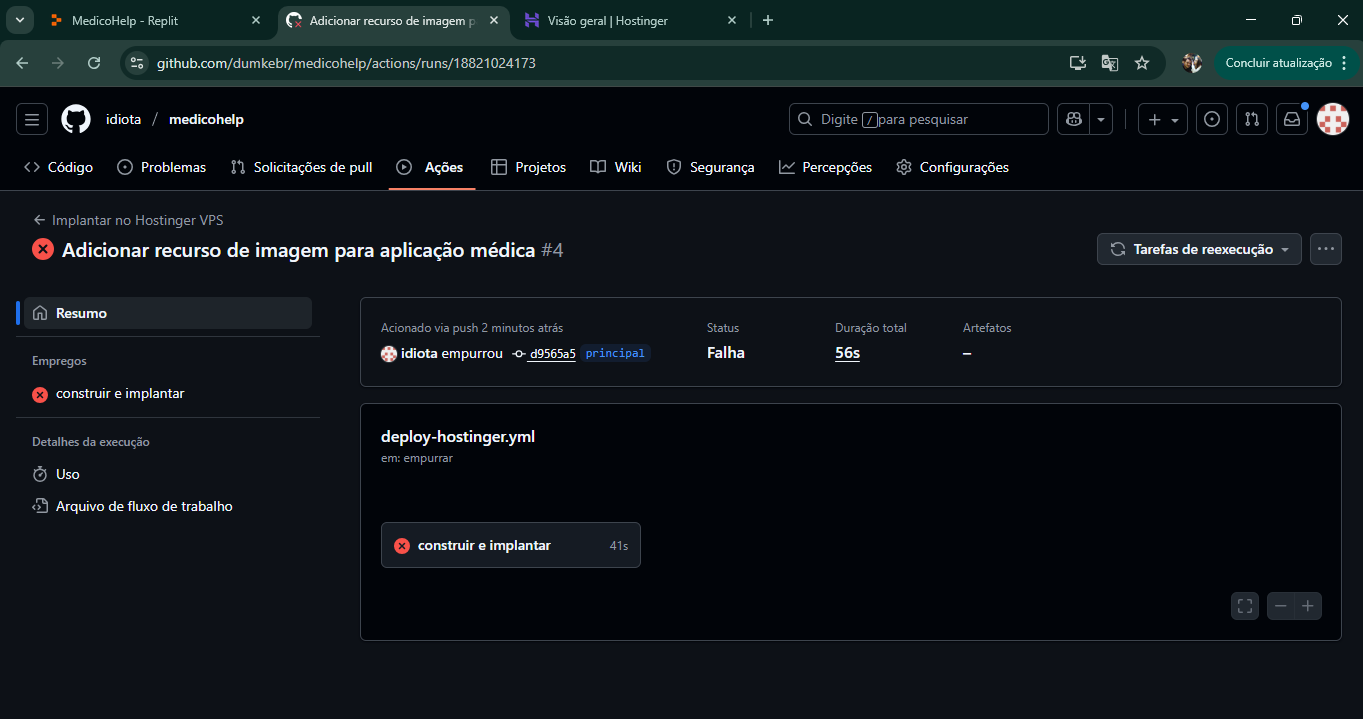 MedicoHelp - Replit
Adicionar recurso de imagem p
Visão geral | Hostinger
github.com/dumkebr/medicohelp/actions/runs/18821024173
Concluir atualização
idiota / medicohelp
Digite / para pesquisar
Código
Problemas
Solicitações de pull
Ações
Projetos
Wiki
Segurança
Percepções
Configurações
Implantar no Hostinger VPS
Adicionar recurso de imagem para aplicação médica #4
Tarefas de reexecução
Resumo
Empregos
construir e implantar
Detalhes da execução
Uso
Arquivo de fluxo de trabalho
Acionado via push 2 minutos atrás
idiota empurrou d9565a5 principal
Status
Falha
Duração total
56s
Artefatos
–
deploy-hostinger.yml
em: empurrar
construir e implantar 41s